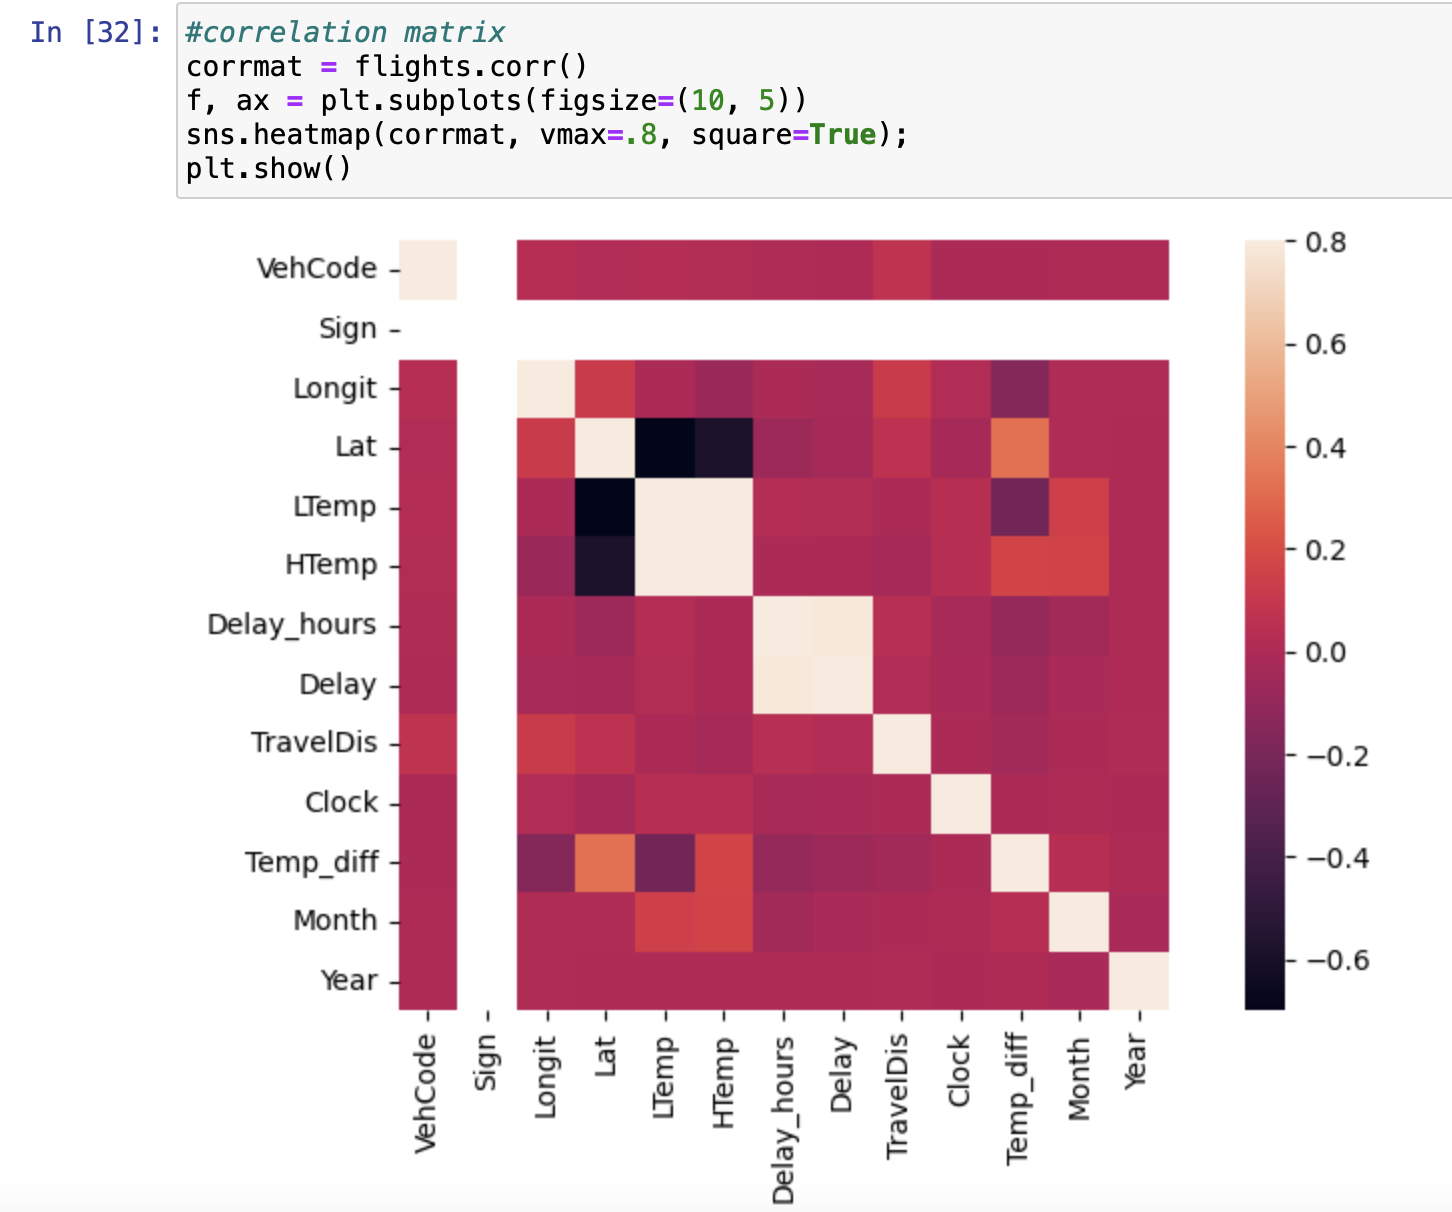 In [32]:
#correlation matrix
corrmat = flights.corr()
f, ax = plt.subplots(figsize=(10, 5))
sns.heatmap(corrmat, vmax=.8, square=True);
plt.show()
VehCode
Sign
Longit
Lat
LTemp
HTemp
Delay_hours
Delay
TravelDis
Clock
Temp_diff
Month
Year
VehCode
Sign
Longit
Lat
LTemp
HTemp
Delay_hours
Delay
TravelDis
Clock
Temp_diff
Month
Year
0.8
0.6
0.4
0.2
0.0
−0.2
−0.4
−0.6